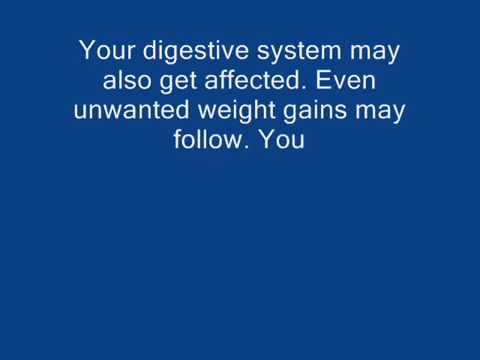 Your digestive system may
also get affected. Even
unwanted weight gains may
follow. You